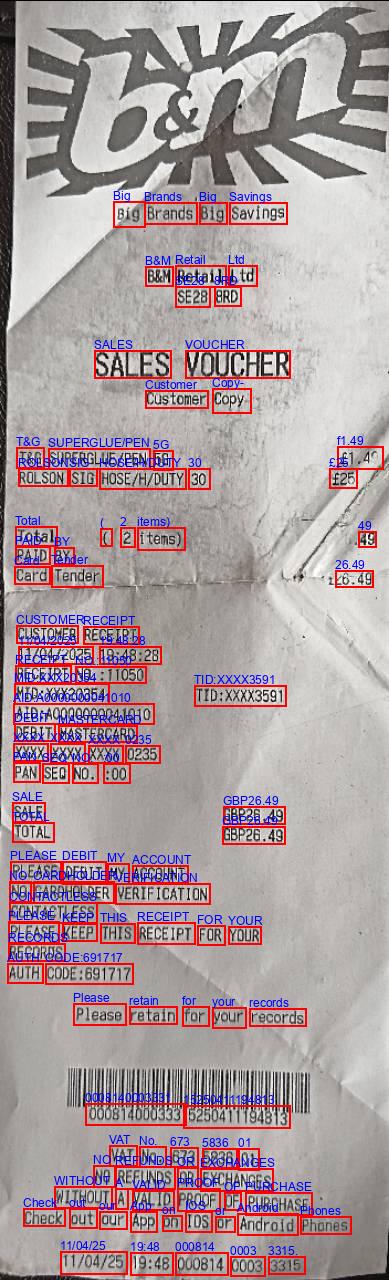 b&m
Big Brands Big Savings
B&M Retail Ltd
SE28 8RD
SALES VOUCHER
Customer Copy-
T&G SUPERGLUE/PEN 5G £1.49
ROLSON SIG HOSE/H/DUTY 30 £25
Total ( 2 items) 49
PAID BY
Card Tender 26.49
CUSTOMER RECEIPT
11/04/2025 19:48:28
RECEIPT NO.:11050
MID:XXX20354 TID:XXXX3591
AID:A0000000041010
DEBIT MASTERCARD
XXXX XXXX XXXX 0235
PAN SEQ NO. :00
SALE GBP26.49
TOTAL GBP26.49
PLEASE DEBIT MY ACCOUNT
NO CARDHOLDER VERIFICATION
CONTACTLESS
PLEASE KEEP THIS RECEIPT FOR YOUR
RECORDS
AUTH CODE:691717
Please retain for your records
0008140000333 15250411194813
VAT No. 673 5836 01
NO REFUNDS OR EXCHANGES
WITHOUT A VALID PROOF OF PURCHASE
Check out our App on IOS or Android Phones
11/04/25 19:48 000814 0003 3315